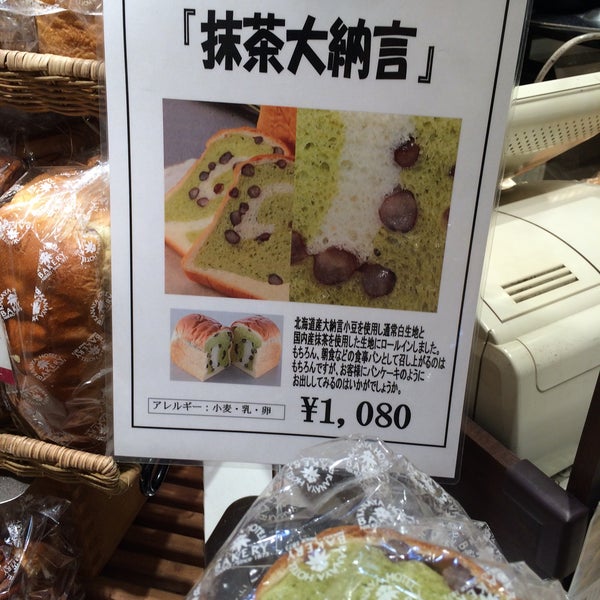 『抹茶大納言』
北海道産大納言小豆を使用し通常白生地と
国内産抹茶を使用した生地にロールインしました。
もちろん、朝食などの食事パンとして召し上がるのは
もちろんですが、お客様にパンケーキのように
お出ししてみるのはいかがでしょうか。
アレルギー：小麦・乳・卵
¥1,080
BAKERY